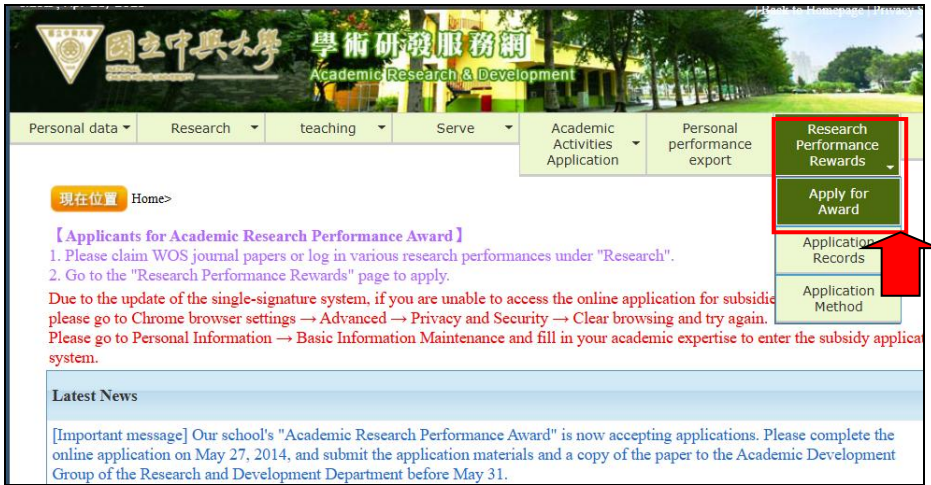 Back to Homepage | Privacy
國立中興大學 學術研發服務網
Academic Research & Development
Personal data
Research
teaching
Serve
Academic Activities Application
Personal performance export
Research Performance Rewards
Apply for Award
Application Records
Application Method
現在位置 Home>
【Applicants for Academic Research Performance Award】
1. Please claim WOS journal papers or log in various research performances under "Research".
2. Go to the "Research Performance Rewards" page to apply.
Due to the update of the single-signature system, if you are unable to access the online application for subsidie
please go to Chrome browser settings → Advanced → Privacy and Security → Clear browsing and try again.
Please go to Personal Information → Basic Information Maintenance and fill in your academic expertise to enter the subsidy applicat
system.
Latest News
[Important message] Our school's "Academic Research Performance Award" is now accepting applications. Please complete the
online application on May 27, 2014, and submit the application materials and a copy of the paper to the Academic Development
Group of the Research and Development Department before May 31.